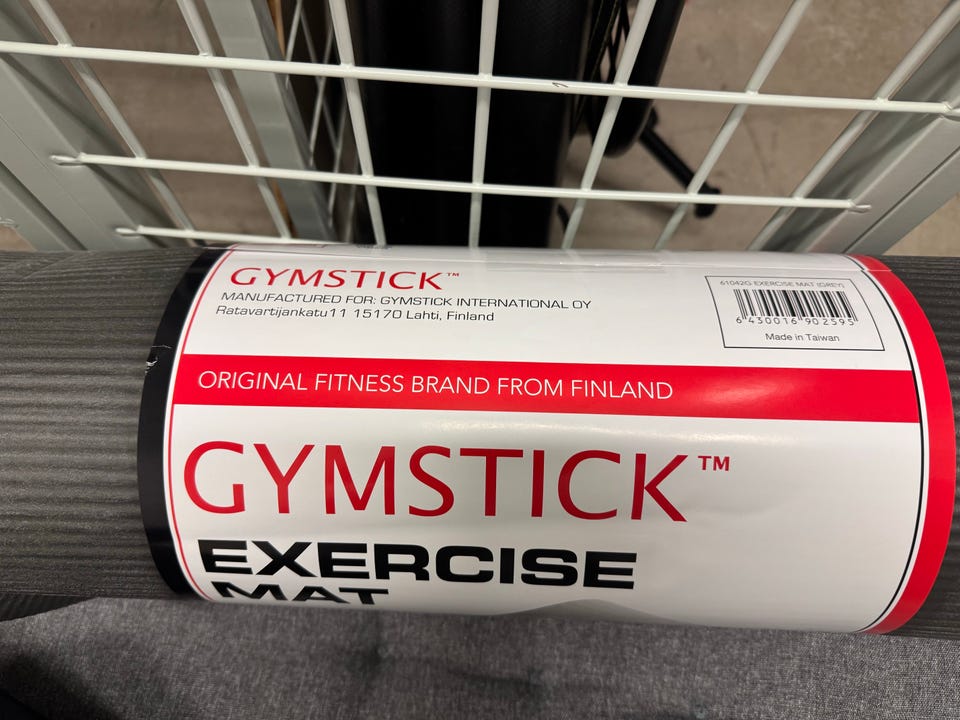 GYMSTICK™
MANUFACTURED FOR: GYMSTICK INTERNATIONAL OY
Ratavartijankatu11 15170 Lahti, Finland
61042G EXERCISE MAT (GREY)
6 430016 902595
Made in Taiwan
ORIGINAL FITNESS BRAND FROM FINLAND
GYMSTICK™
EXERCISE
MAT